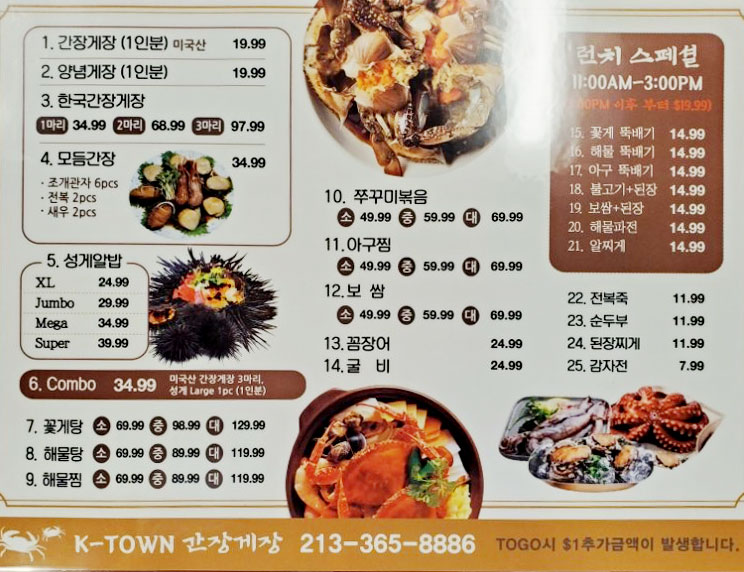 1. 간장게장 (1인분) 미국산 19.99
2. 양념게장 (1인분) 19.99
3. 한국간장게장
1마리 34.99 2마리 68.99 3마리 97.99
4. 모듬간장 34.99
· 조개관자 6pcs
· 전복 2pcs
· 새우 2pcs
5. 성게알밥
XL 24.99
Jumbo 29.99
Mega 34.99
Super 39.99
6. Combo 34.99 미국산 간장게장 3마리,
성게 Large 1pc (1인분)
7. 꽃게탕 소 69.99 중 98.99 대 129.99
8. 해물탕 소 69.99 중 89.99 대 119.99
9. 해물찜 소 69.99 중 89.99 대 119.99
10. 쭈꾸미볶음
소 49.99 중 59.99 대 69.99
11.아구찜
소 49.99 중 59.99 대 69.99
12.보 쌈
소 49.99 중 59.99 대 69.99
13.꼼장어 24.99
14.굴 비 24.99
런치 스페셜
11:00AM-3:00PM
이후 부터 $19.99)
15. 꽃게 뚝배기 14.99
16. 해물 뚝배기 14.99
17. 아구 뚝배기 14.99
18. 불고기+된장 14.99
19. 보쌈+된장 14.99
20. 해물파전 14.99
21. 알찌게 14.99
22. 전복죽 11.99
23. 순두부 11.99
24. 된장찌게 11.99
25. 감자전 7.99
K-TOWN 간장게장 213-365-8886 TOGO시 $1추가금액이 발생합니다.